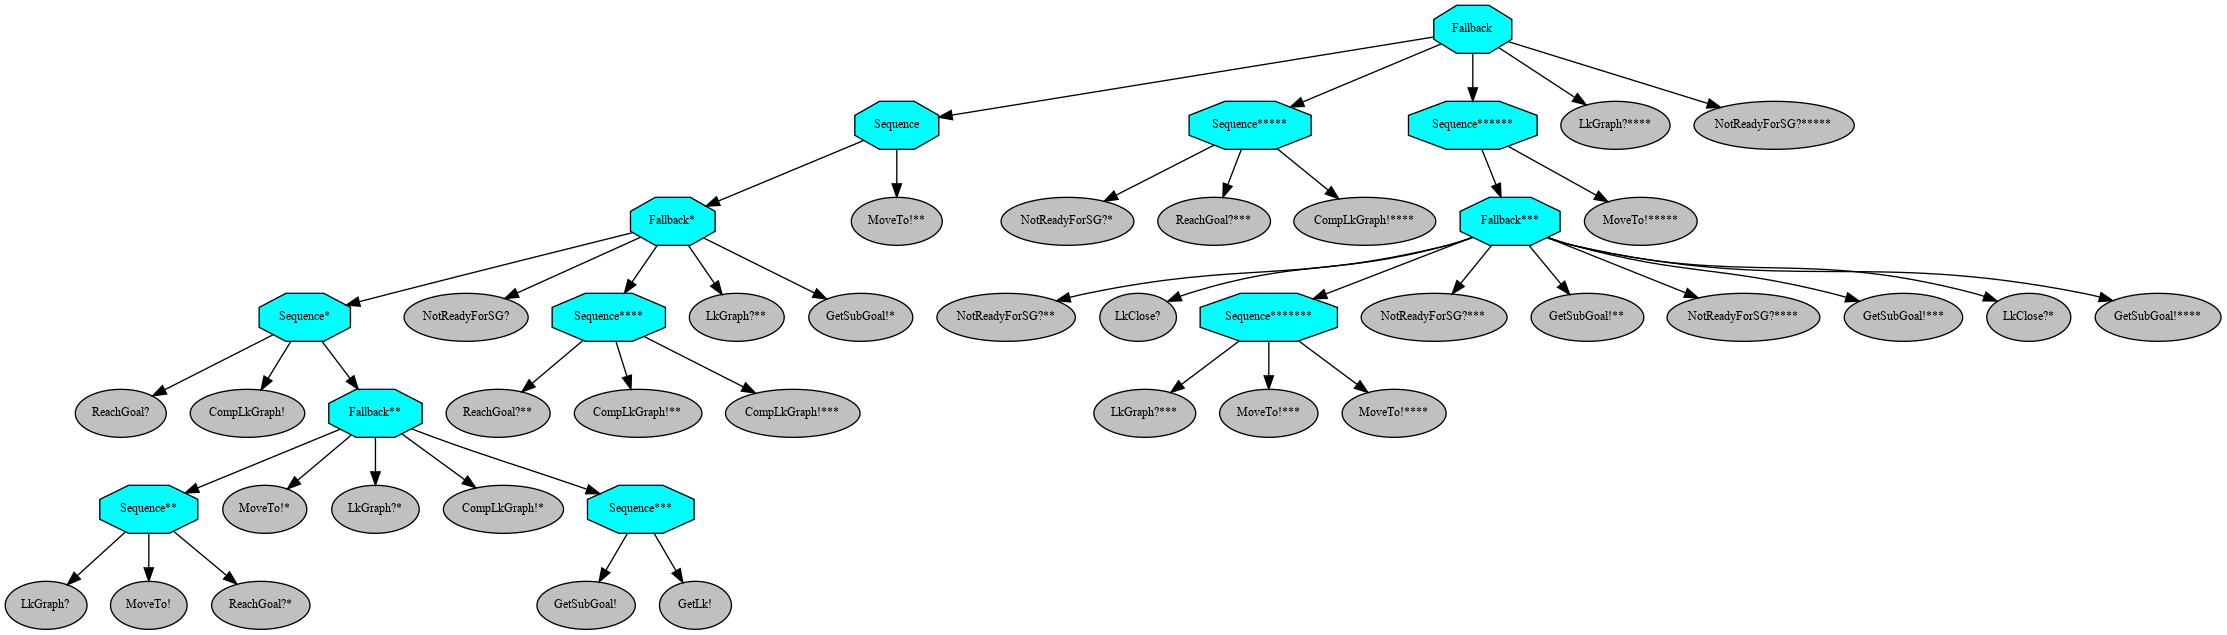 Fallback
Sequence
Sequence*****
Sequence******
LkGraph?****
NotReadyForSG?*****
Fallback*
MoveTo!**
NotReadyForSG?*
ReachGoal?***
CompLkGraph!****
Fallback***
MoveTo!*****
Sequence*
NotReadyForSG?
Sequence****
LkGraph?**
GetSubGoal!*
NotReadyForSG?**
LkClose?
Sequence*******
NotReadyForSG?***
GetSubGoal!**
NotReadyForSG?****
GetSubGoal!***
LkClose?*
GetSubGoal!****
ReachGoal?
CompLkGraph!
Fallback**
ReachGoal?**
CompLkGraph!**
CompLkGraph!***
LkGraph?***
MoveTo!***
MoveTo!****
Sequence**
MoveTo!*
LkGraph?*
CompLkGraph!*
Sequence***
LkGraph?
MoveTo!
ReachGoal?*
GetSubGoal!
GetLk!